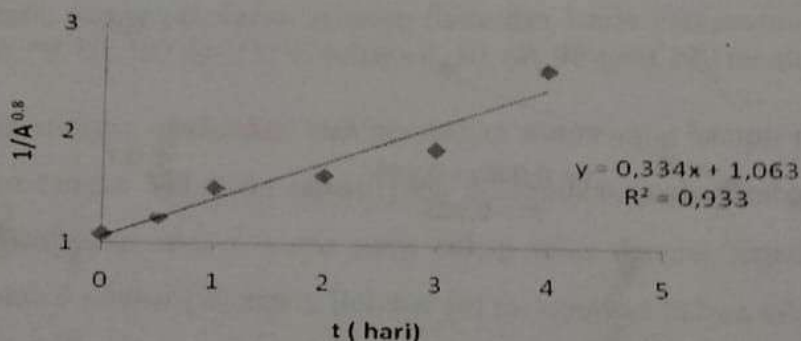 3
2
1
1/A^0.8
y = 0,334x + 1,063
R² = 0,933
0 1 2 3 4 5
t ( hari)